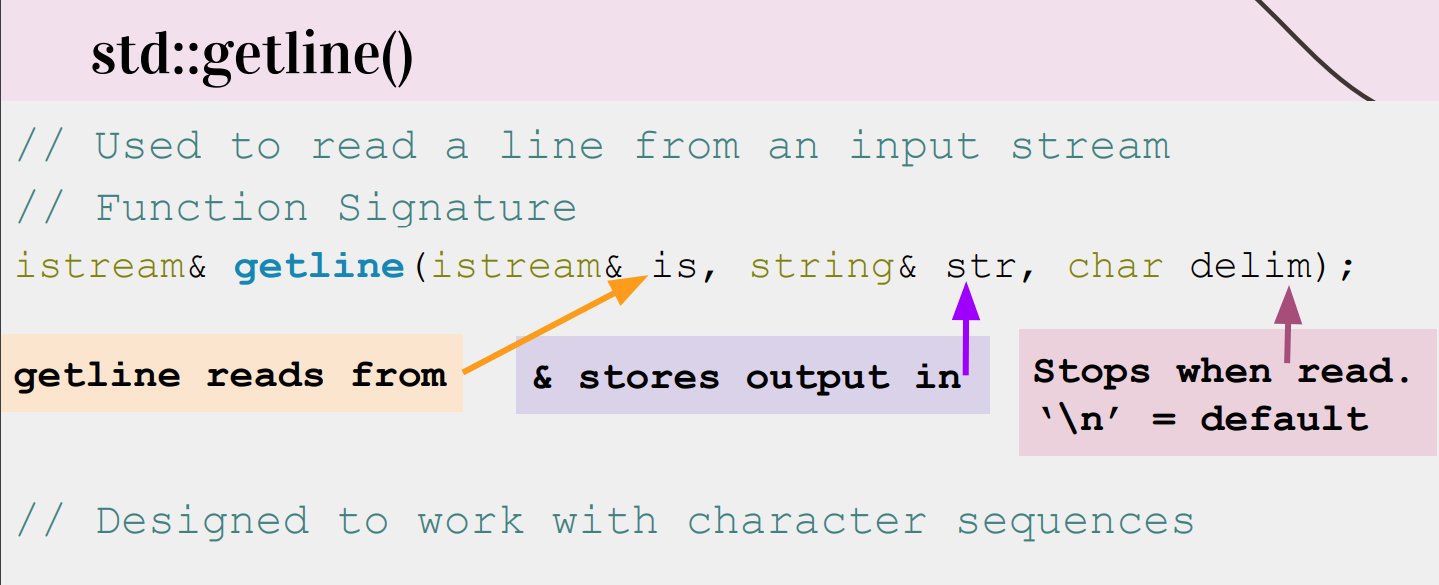 std::getline()
// Used to read a line from an input stream
// Function Signature
istream& getline(istream& is, string& str, char delim);
getline reads from
& stores output in
Stops when read.
‘\n’ = default
// Designed to work with character sequences